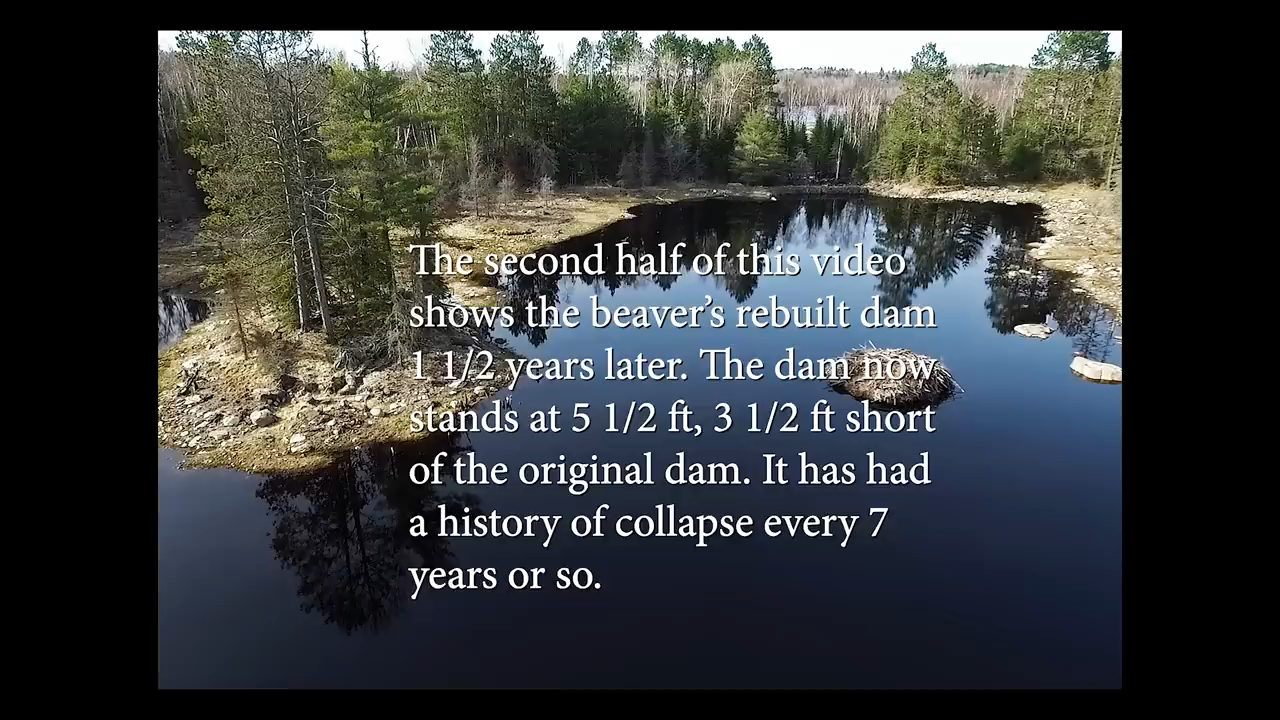 The second half of this video
shows the beaver’s rebuilt dam
1 1/2 years later. The dam now
stands at 5 1/2 ft, 3 1/2 ft short
of the original dam. It has had
a history of collapse every 7
years or so.